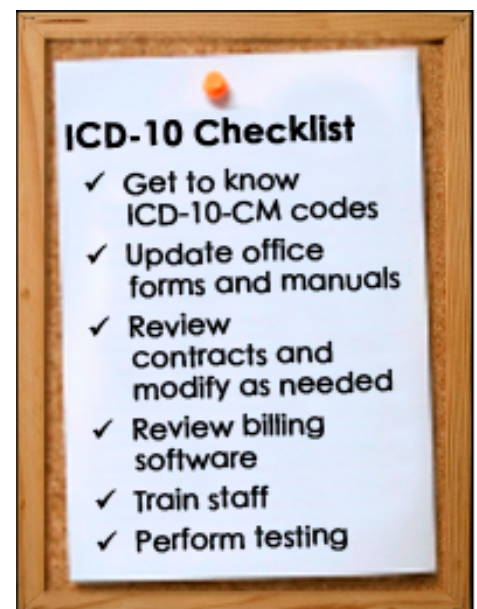 ICD-10 Checklist
✓ Get to know
ICD-10-CM codes
✓ Update office
forms and manuals
✓ Review
contracts and
modify as needed
✓ Review billing
software
✓ Train staff
✓ Perform testing